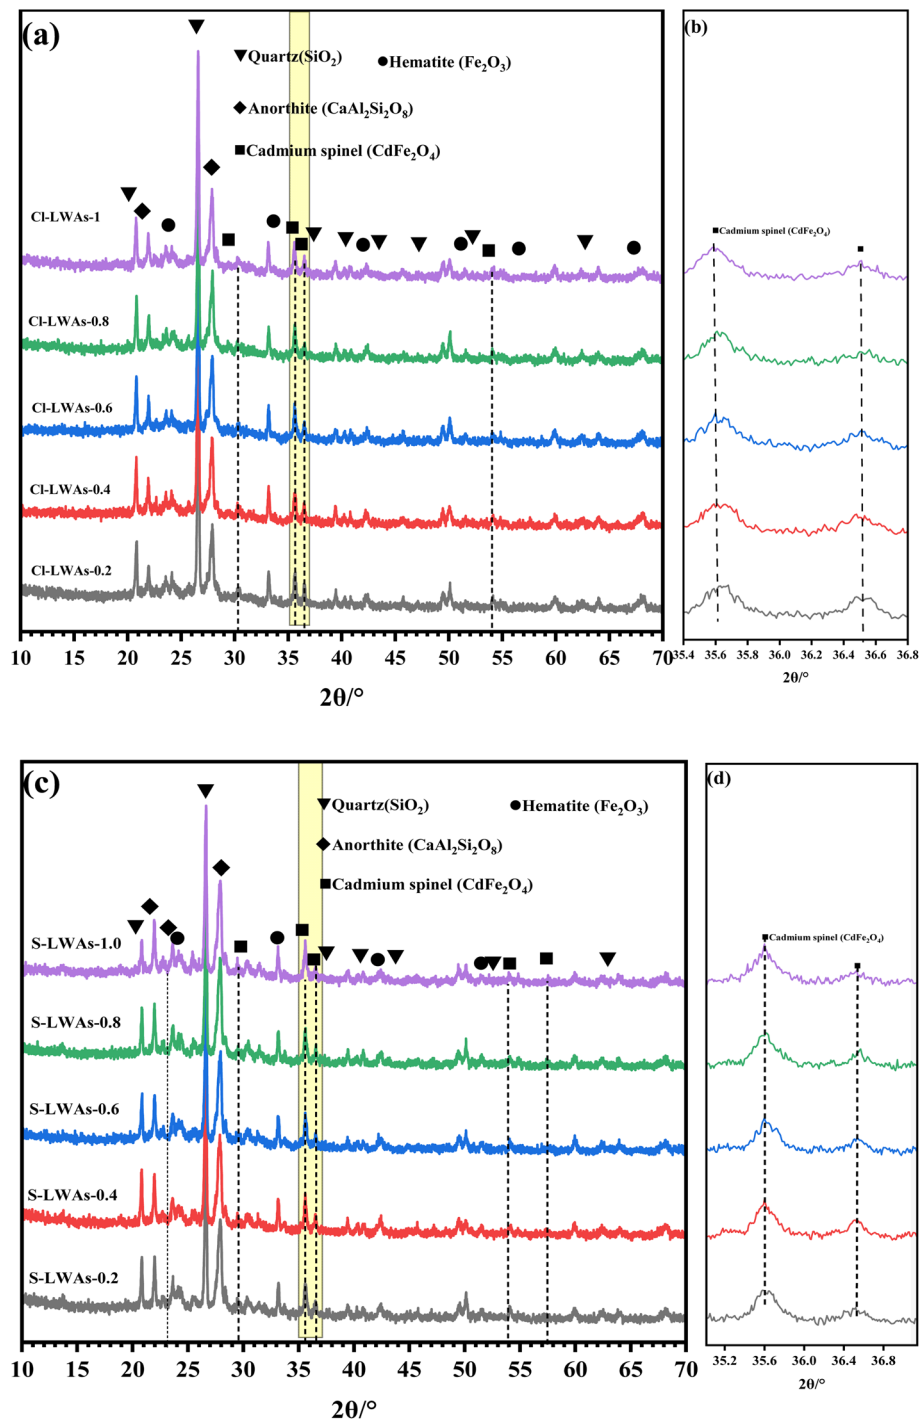 (a)
Quartz(SiO₂)
Hematite (Fe₂O₃)
Anorthite (CaAl₂Si₂O₈)
Cadmium spinel (CdFe₂O₄)
Cl-LWAs-1
Cl-LWAs-0.8
Cl-LWAs-0.6
Cl-LWAs-0.4
Cl-LWAs-0.2
10 15 20 25 30 35 40 45 50 55 60 65 70
2θ/°
(b)
Cadmium spinel (CdFe₂O₄)
35.4 35.6 35.8 36.0 36.2 36.4 36.6 36.8
2θ/°
(c)
Quartz(SiO₂)
Hematite (Fe₂O₃)
Anorthite (CaAl₂Si₂O₈)
Cadmium spinel (CdFe₂O₄)
S-LWAs-1.0
S-LWAs-0.8
S-LWAs-0.6
S-LWAs-0.4
S-LWAs-0.2
10 15 20 25 30 35 40 45 50 55 60 65 70
2θ/°
(d)
Cadmium spinel (CdFe₂O₄)
35.2 35.6 36.0 36.4 36.8
2θ/°